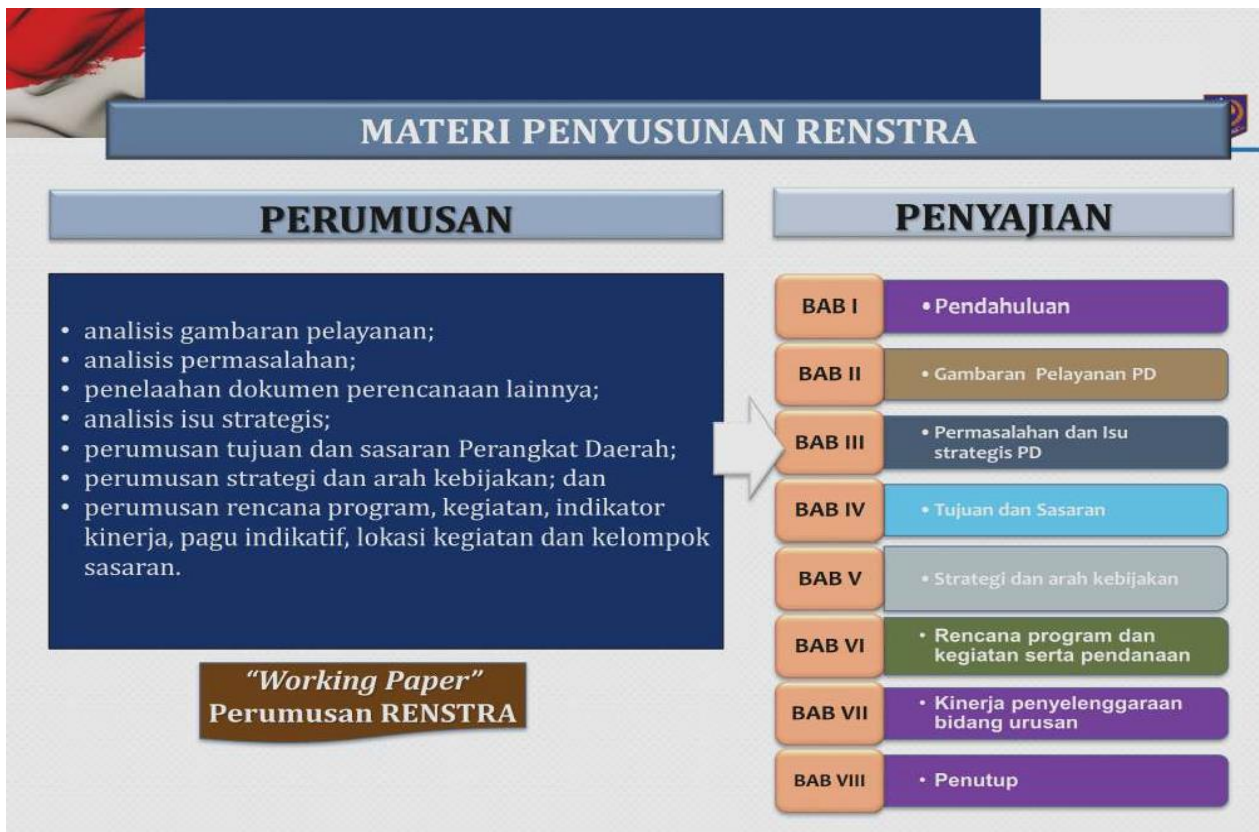 MATERI PENYUSUNAN RENSTRA
PERUMUSAN
• analisis gambaran pelayanan;
• analisis permasalahan;
• penelaahan dokumen perencanaan lainnya;
• analisis isu strategis;
• perumusan tujuan dan sasaran Perangkat Daerah;
• perumusan strategi dan arah kebijakan; dan
• perumusan rencana program, kegiatan, indikator
kinerja, pagu indikatif, lokasi kegiatan dan kelompok
sasaran.
"Working Paper"
Perumusan RENSTRA
PENYAJIAN
BAB I
• Pendahuluan
BAB II
• Gambaran Pelayanan PD
BAB III
• Permasalahan dan Isu
strategis PD
BAB IV
• Tujuan dan Sasaran
BAB V
• Strategi dan arah kebijakan
BAB VI
• Rencana program dan
kegiatan serta pendanaan
BAB VII
• Kinerja penyelenggaraan
bidang urusan
BAB VIII
• Penutup